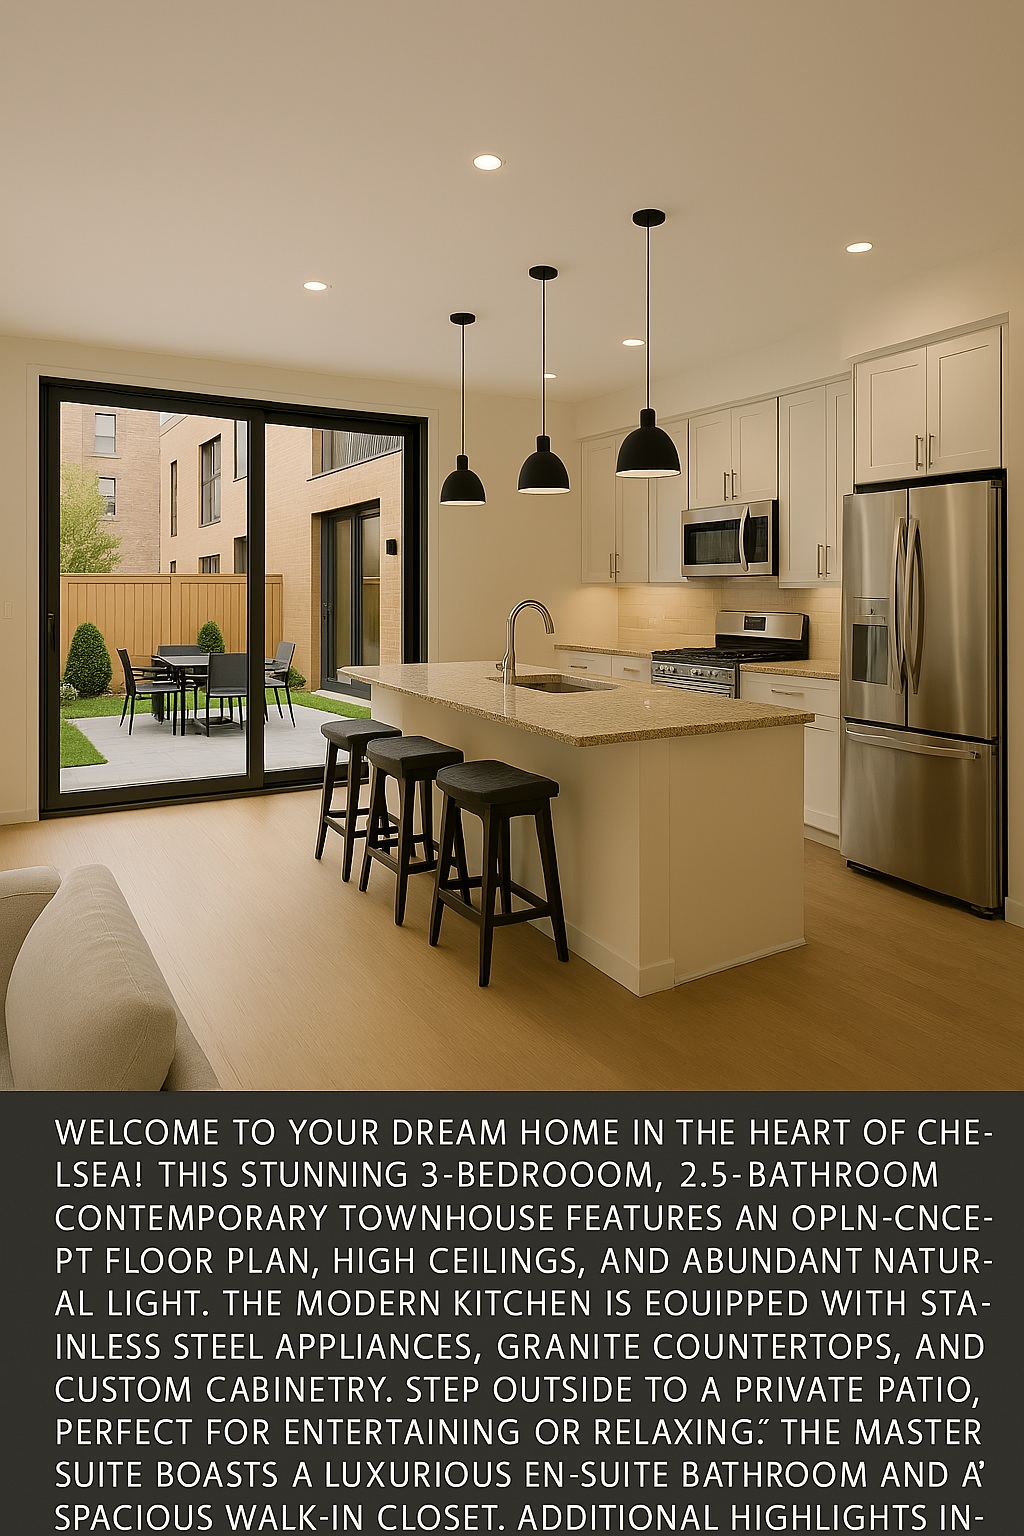 WELCOME TO YOUR DREAM HOME IN THE HEART OF CHE-
LSEA! THIS STUNNING 3-BEDROOOM, 2.5-BATHROOM
CONTEMPORARY TOWNHOUSE FEATURES AN OPLN-CNCE-
PT FLOOR PLAN, HIGH CEILINGS, AND ABUNDANT NATUR-
AL LIGHT. THE MODERN KITCHEN IS EOUIPPED WITH STA-
INLESS STEEL APPLIANCES, GRANITE COUNTERTOPS, AND
CUSTOM CABINETRY. STEP OUTSIDE TO A PRIVATE PATIO,
PERFECT FOR ENTERTAINING OR RELAXING.˝ THE MASTER
SUITE BOASTS A LUXURIOUS EN-SUITE BATHROOM AND A’
SPACIOUS WALK-IN CLOSET. ADDITIONAL HIGHLIGHTS IN-